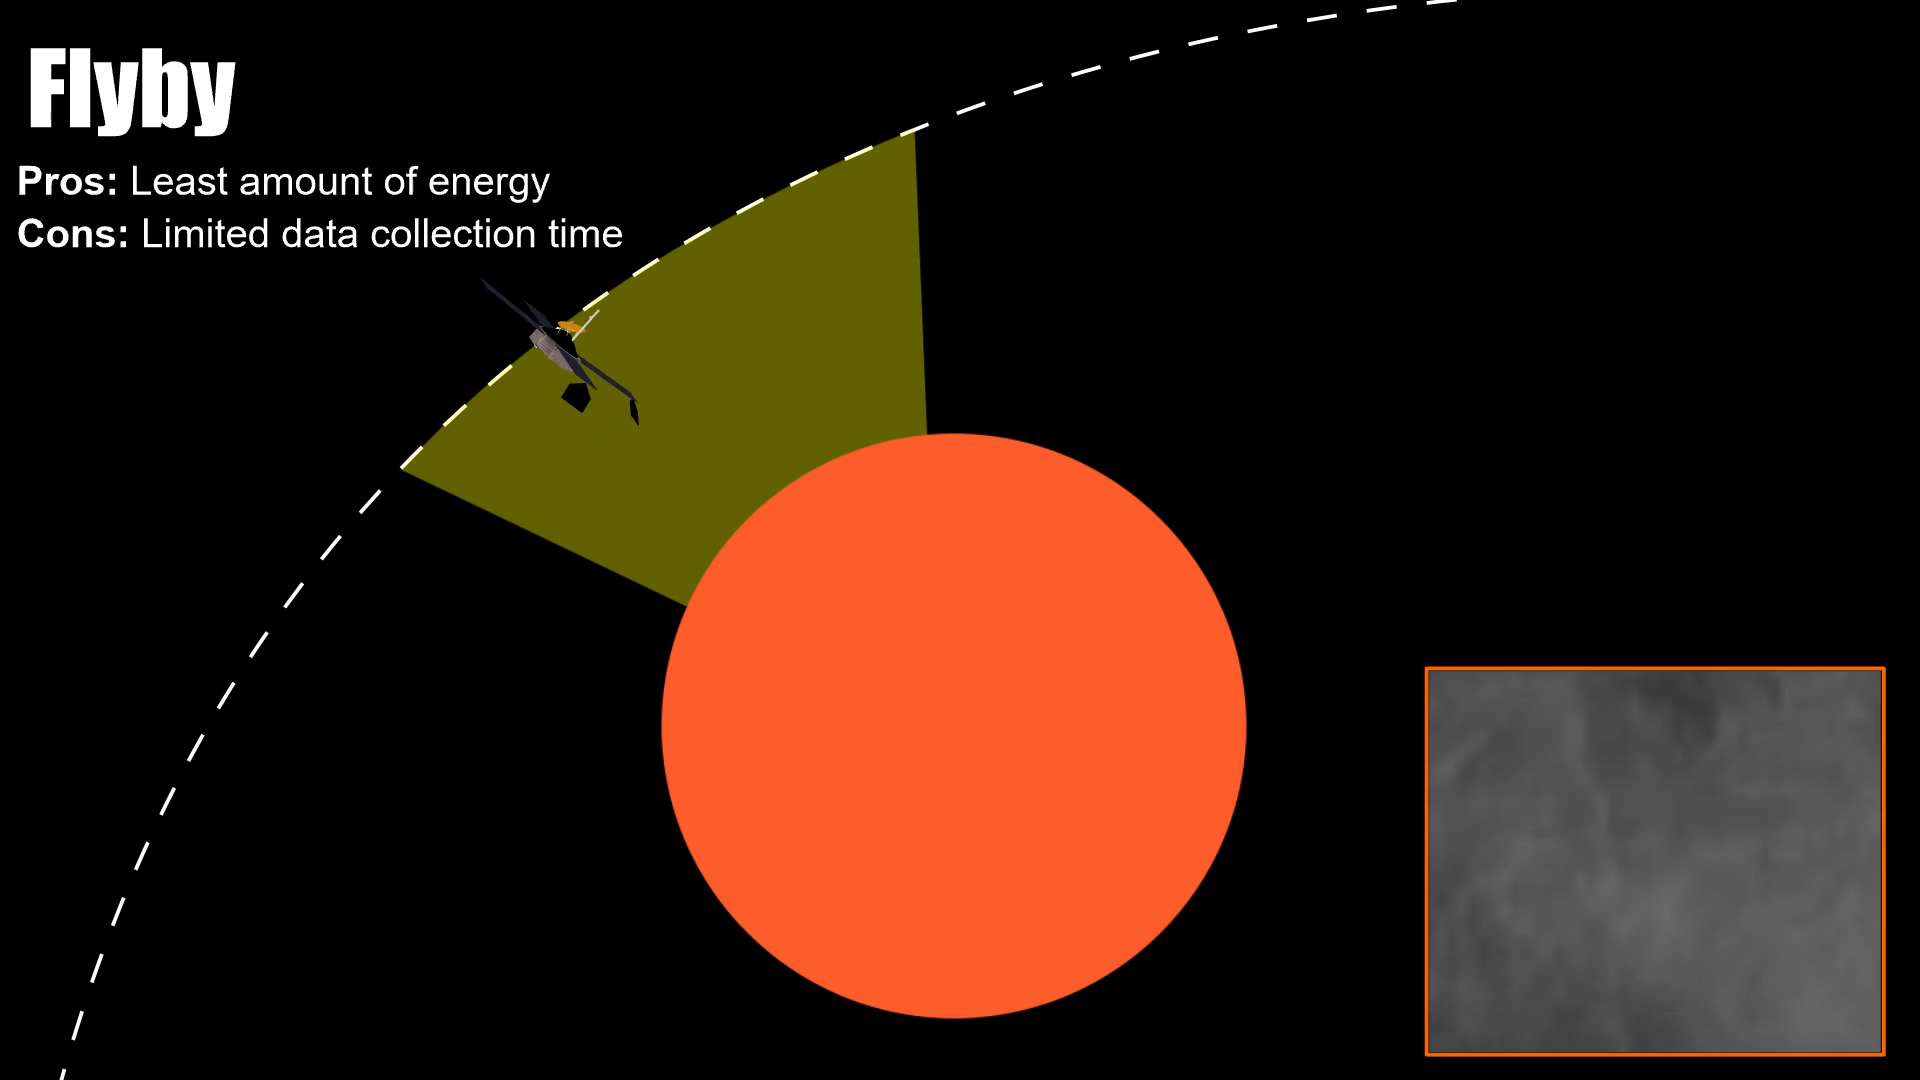 Flyby
Pros: Least amount of energy
Cons: Limited data collection time